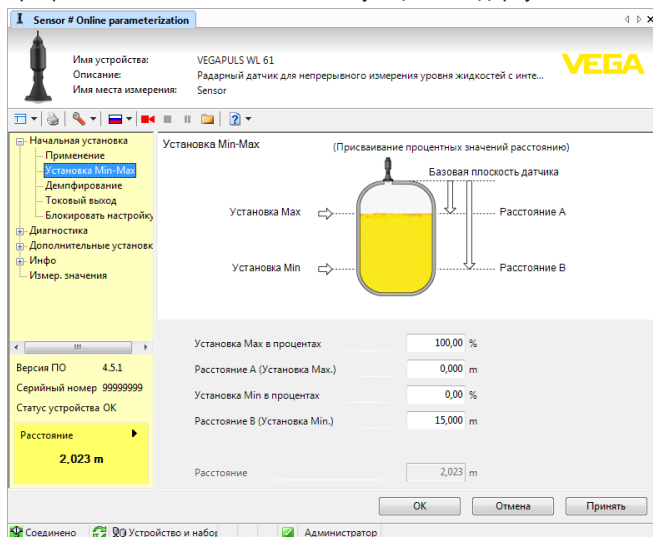 Sensor # Online parameterization
Имя устройства: VEGAPULS WL 61
Описание: Радарный датчик для непрерывного измерения уровня жидкостей с инте...
Имя места измерения: Sensor
VEGA
Начальная установка
Применение
Установка Min-Max
Демпфирование
Токовый выход
Блокировать настройку
Диагностика
Дополнительные установк
Инфо
Измер. значения
Версия ПО 4.5.1
Серийный номер 99999999
Статус устройства OK
Расстояние
2,023 m
Установка Min-Max
(Присваивание процентных значений расстоянию)
Базовая плоскость датчика
Установка Max
Расстояние A
Установка Min
Расстояние B
Установка Max в процентах 100,00 %
Расстояние A (Установка Max.) 0,000 m
Установка Min в процентах 0,00 %
Расстояние B (Установка Min.) 15,000 m
Расстояние 2,023 m
OK Отмена Принять
Соединено Устройство и набор Администратор